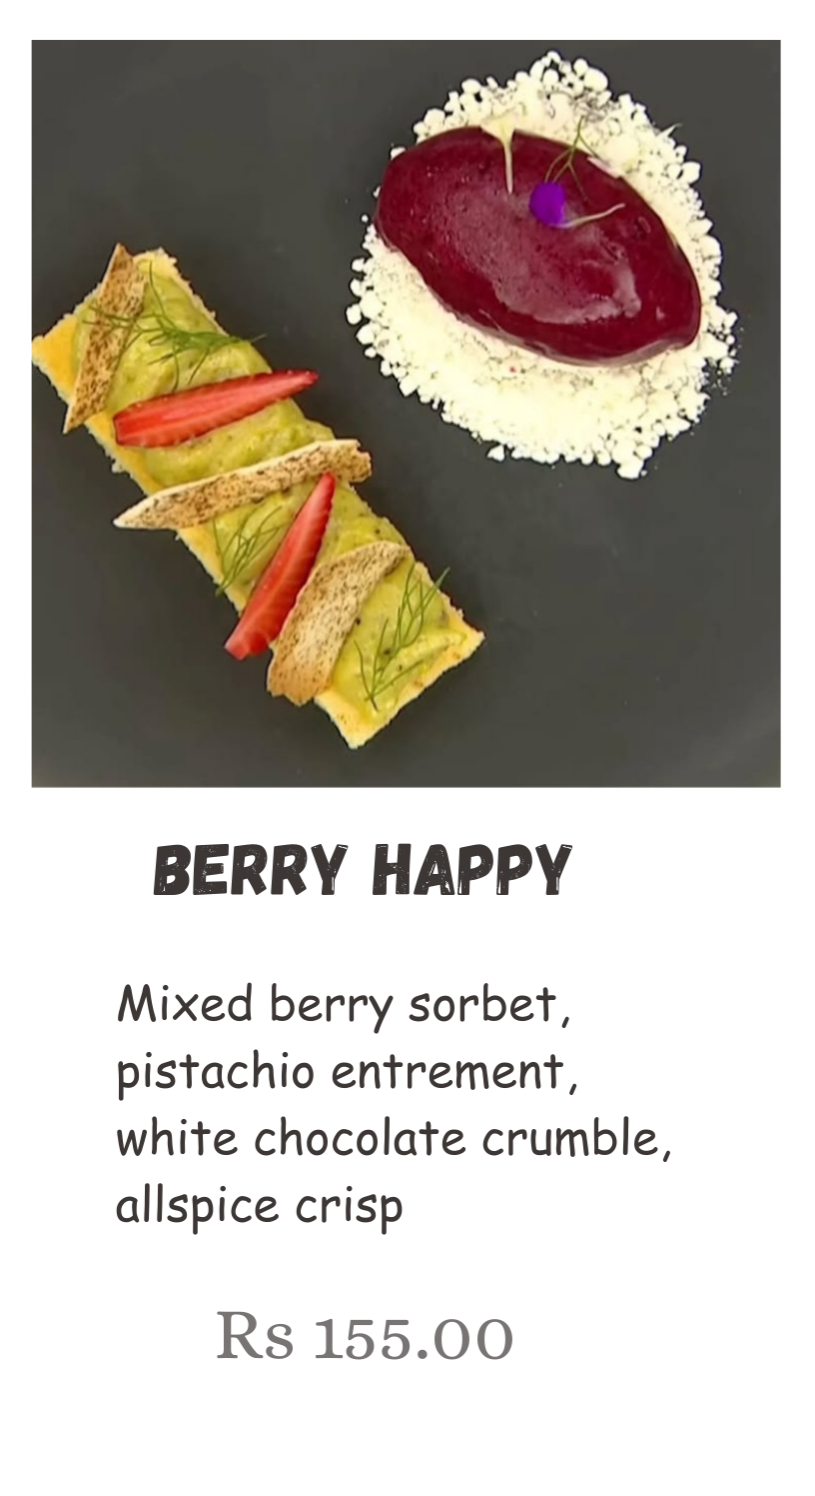 BERRY HAPPY
Mixed berry sorbet,
pistachio entrement,
white chocolate crumble,
allspice crisp
Rs 155.00